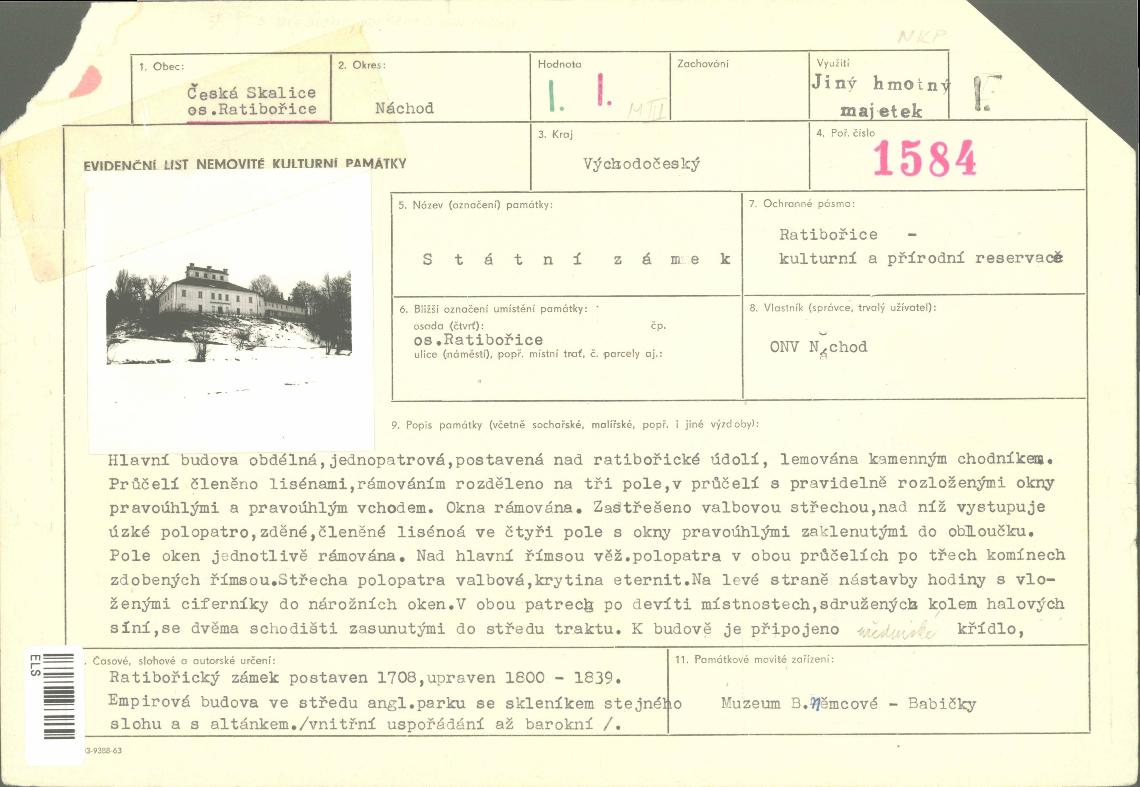 NKP
1. Obec:
Česká Skalice
os.Ratibořice
2. Okres:
Náchod
Hodnota
I. I. M III
Zachování
Využití
Jiný hmotný
majetek
I.
EVIDENČNÍ LIST NEMOVITÉ KULTURNÍ PAMÁTKY
3. Kraj
Východočeský
4. Poř. číslo
1584
5. Název (označení) památky:
S t á t n í z á m e k
7. Ochranné pásmo:
Ratibořice -
kulturní a přírodní reservacě
6. Bližší označení umístění památky:
osada (čtvrť): čp.
os.Ratibořice
ulice (náměstí), popř. místní trať, č. parcely aj.:
8. Vlastník (správce, trvalý uživatel):
ONV Náchod
9. Popis památky (včetně sochařské, malířské, popř. i jiné výzdoby):
Hlavní budova obdélná,jednopatrová,postavená nad ratibořické údolí, lemována kamenným chodníkem.
Průčelí členěno lisénami,rámováním rozděleno na tři pole,v průčelí s pravidelně rozloženými okny
pravoúhlými a pravoúhlým vchodem. Okna rámována. Zastřešeno valbovou střechou,nad níž vystupuje
úzké polopatro,zděné,členěné lisénoá ve čtyři pole s okny pravoúhlými zaklenutými do obloučku.
Pole oken jednotlivě rámována. Nad hlavní římsou věž.polopatra v obou průčelích po třech komínech
zdobených římsou.Střecha polopatra valbová,krytina eternit.Na levé straně nástavby hodiny s vlo-
ženými ciferníky do nárožních oken.V obou patrech po devíti místnostech,sdružených kolem halových
síní,se dvěma schodišti zasunutými do středu traktu. K budově je připojeno křídlo,
. Časové, slohové a autorské určení:
Ratibořický zámek postaven 1708,upraven 1800 - 1839.
Empirová budova ve středu angl.parku se skleníkem stejného
slohu a s altánkem./vnitřní uspořádání až barokní /.
11. Památkové movité zařízení:
Muzeum B.Němcové - Babičky
ELS
3-9388-63